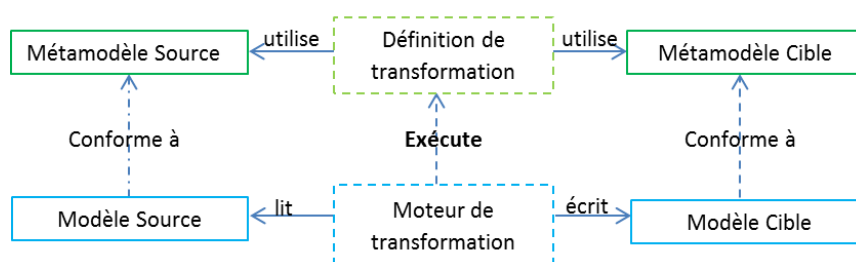 Métamodèle Source
utilise
Définition de
transformation
utilise
Métamodèle Cible
Conforme à
Exécute
Conforme à
Modèle Source
lit
Moteur de
transformation
écrit
Modèle Cible